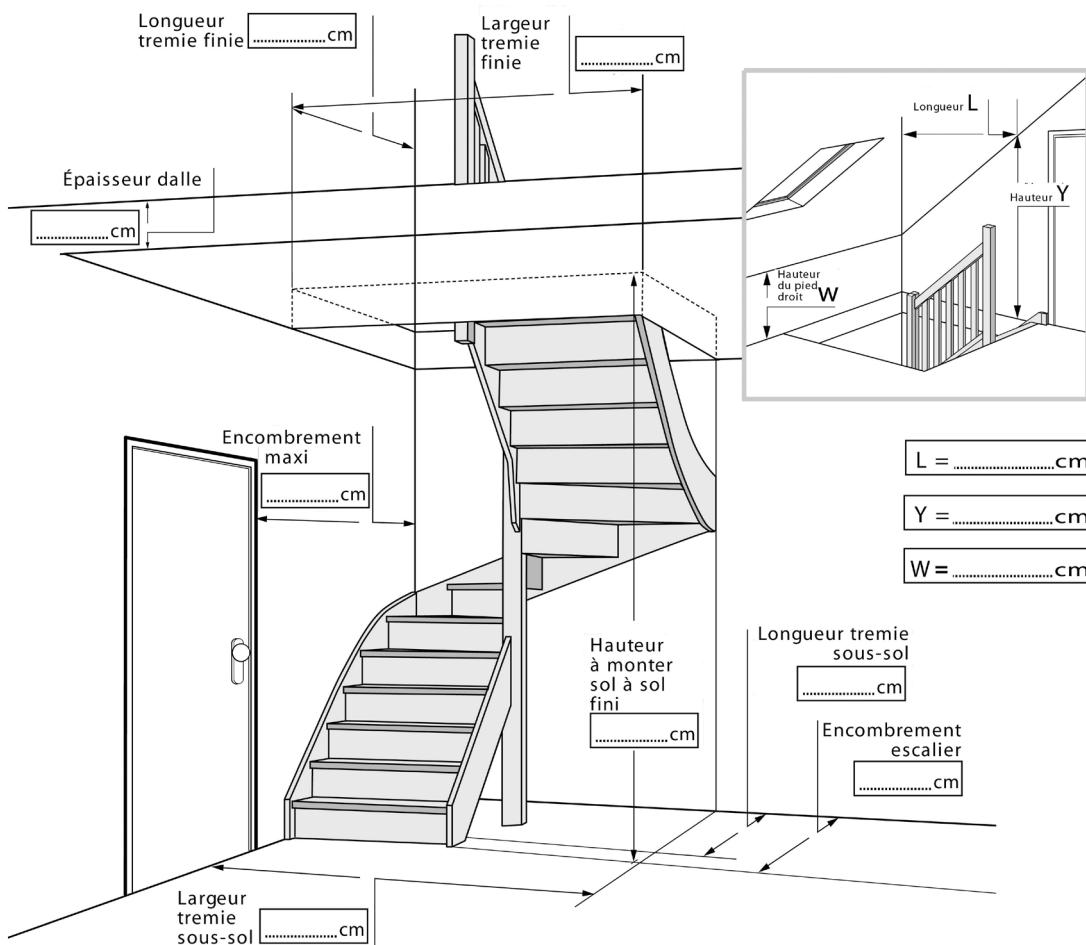 Longueur
tremie finie
.................... cm
Largeur
tremie
finie
.................... cm
Épaisseur dalle
.................... cm
Longueur L
Hauteur Y
Hauteur
du pied
droit W
Encombrement
maxi
.................... cm
L = ........................ cm
Y = ........................ cm
W = ........................ cm
Hauteur
à monter
sol à sol
fini
.................... cm
Longueur tremie
sous-sol
.................... cm
Encombrement
escalier
.................... cm
Largeur
tremie
sous-sol
.................... cm